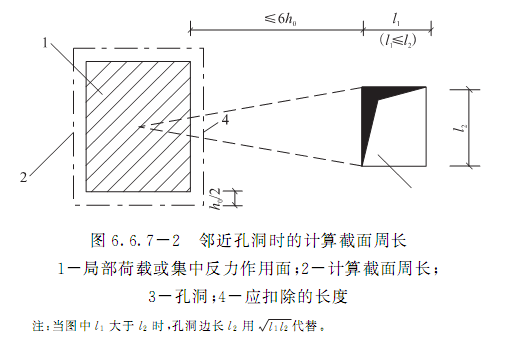 ≤6h₀
l₁
(l₁≤l₂)
1
4
2
l₂
h₀/2
图 6.6.7－2 邻近孔洞时的计算截面周长
1－局部荷载或集中反力作用面；2－计算截面周长；
3－孔洞；4－应扣除的长度
注：当图中 l₁ 大于 l₂ 时，孔洞边长 l₂ 用 √l₁l₂ 代替。